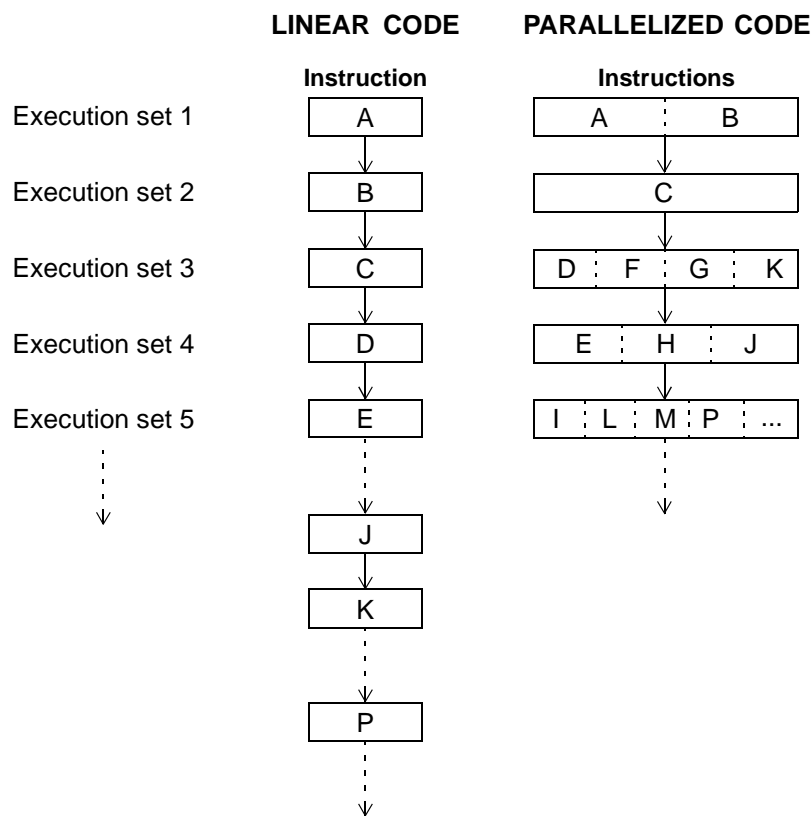 LINEAR CODE PARALLELIZED CODE
Instruction Instructions
Execution set 1 A A B
Execution set 2 B C
Execution set 3 C D F G K
Execution set 4 D E H J
Execution set 5 E I L M P ...
J
K
P